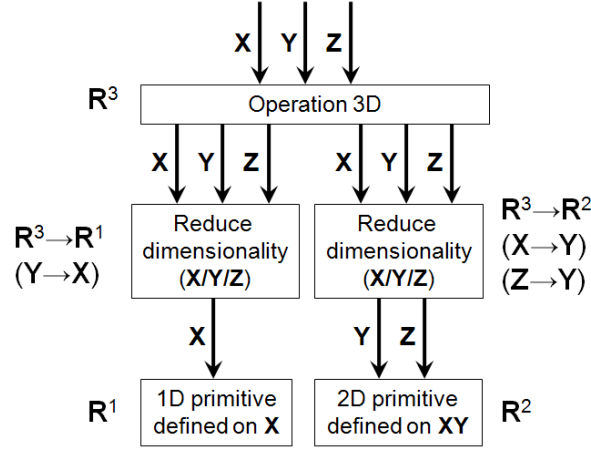 X Y Z
R³
Operation 3D
X Y Z X Y Z
R³→R¹
(Y→X)
Reduce
dimensionality
(X/Y/Z)
Reduce
dimensionality
(X/Y/Z)
R³→R²
(X→Y)
(Z→Y)
X Y Z
R¹
1D primitive
defined on X
2D primitive
defined on XY
R²